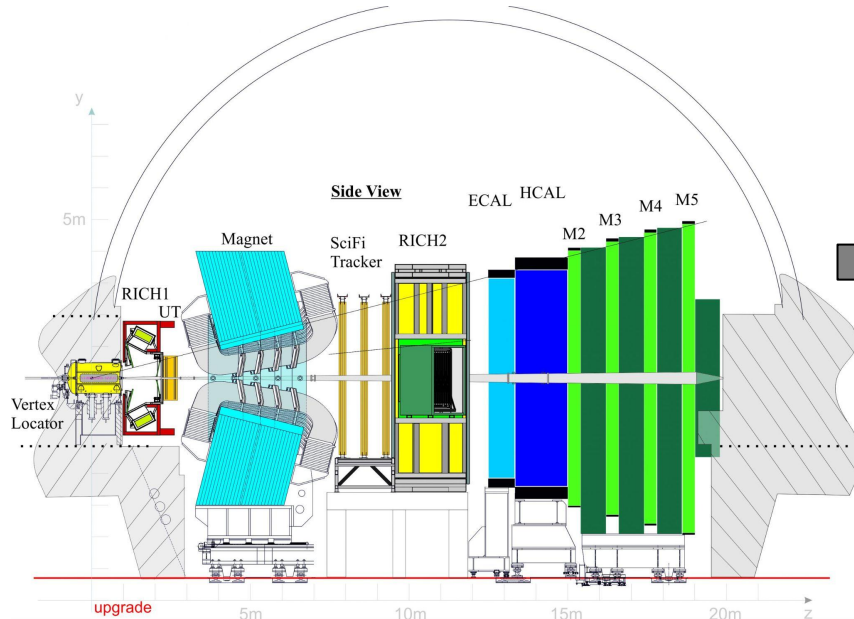 y
Side View
5m
ECAL
HCAL
M2
M3
M4
M5
Magnet
SciFi
Tracker
RICH2
RICH1
UT
Vertex
Locator
upgrade
5m
10m
15m
20m
z